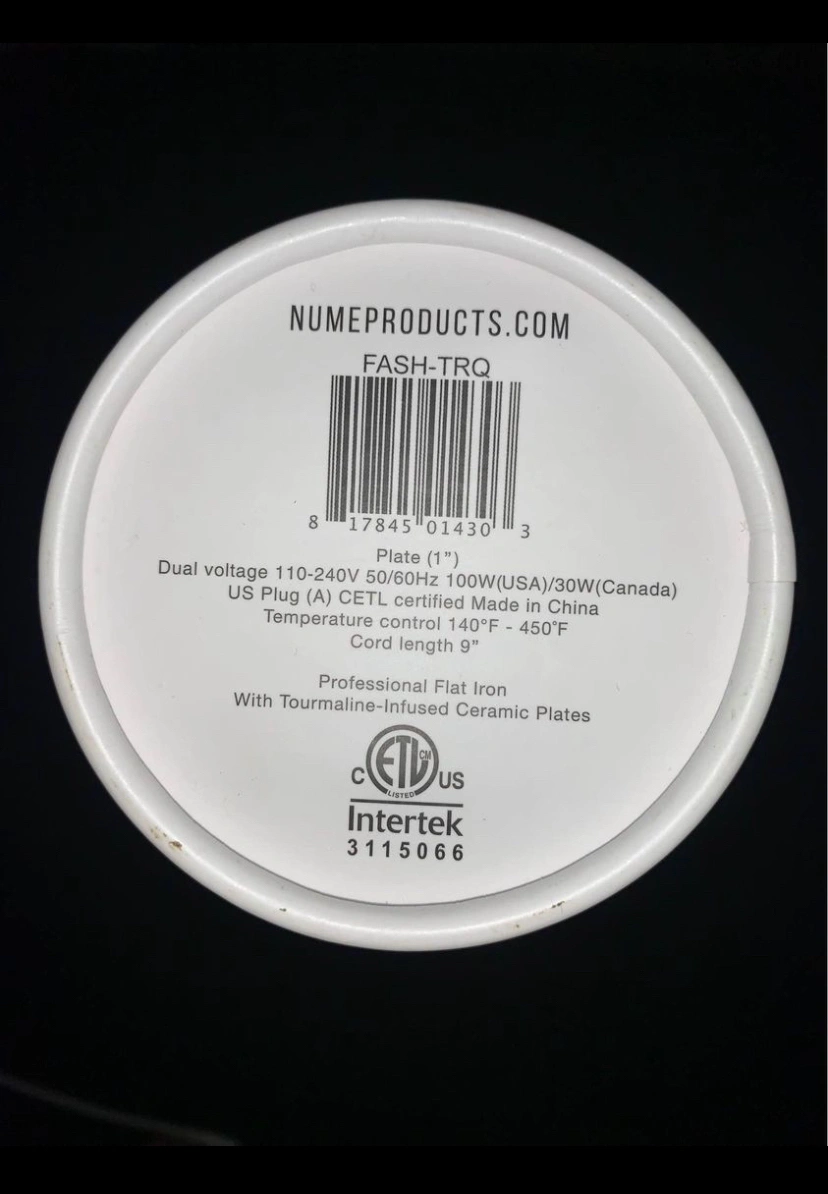 NUMEPRODUCTS.COM
FASH-TRQ
8 17845 01430 3
Plate (1”)
Dual voltage 110-240V 50/60Hz 100W(USA)/30W(Canada)
US Plug (A) CETL certified Made in China
Temperature control 140°F - 450°F
Cord length 9”
Professional Flat Iron
With Tourmaline-Infused Ceramic Plates
C ETL CM US
LISTED
Intertek
3115066